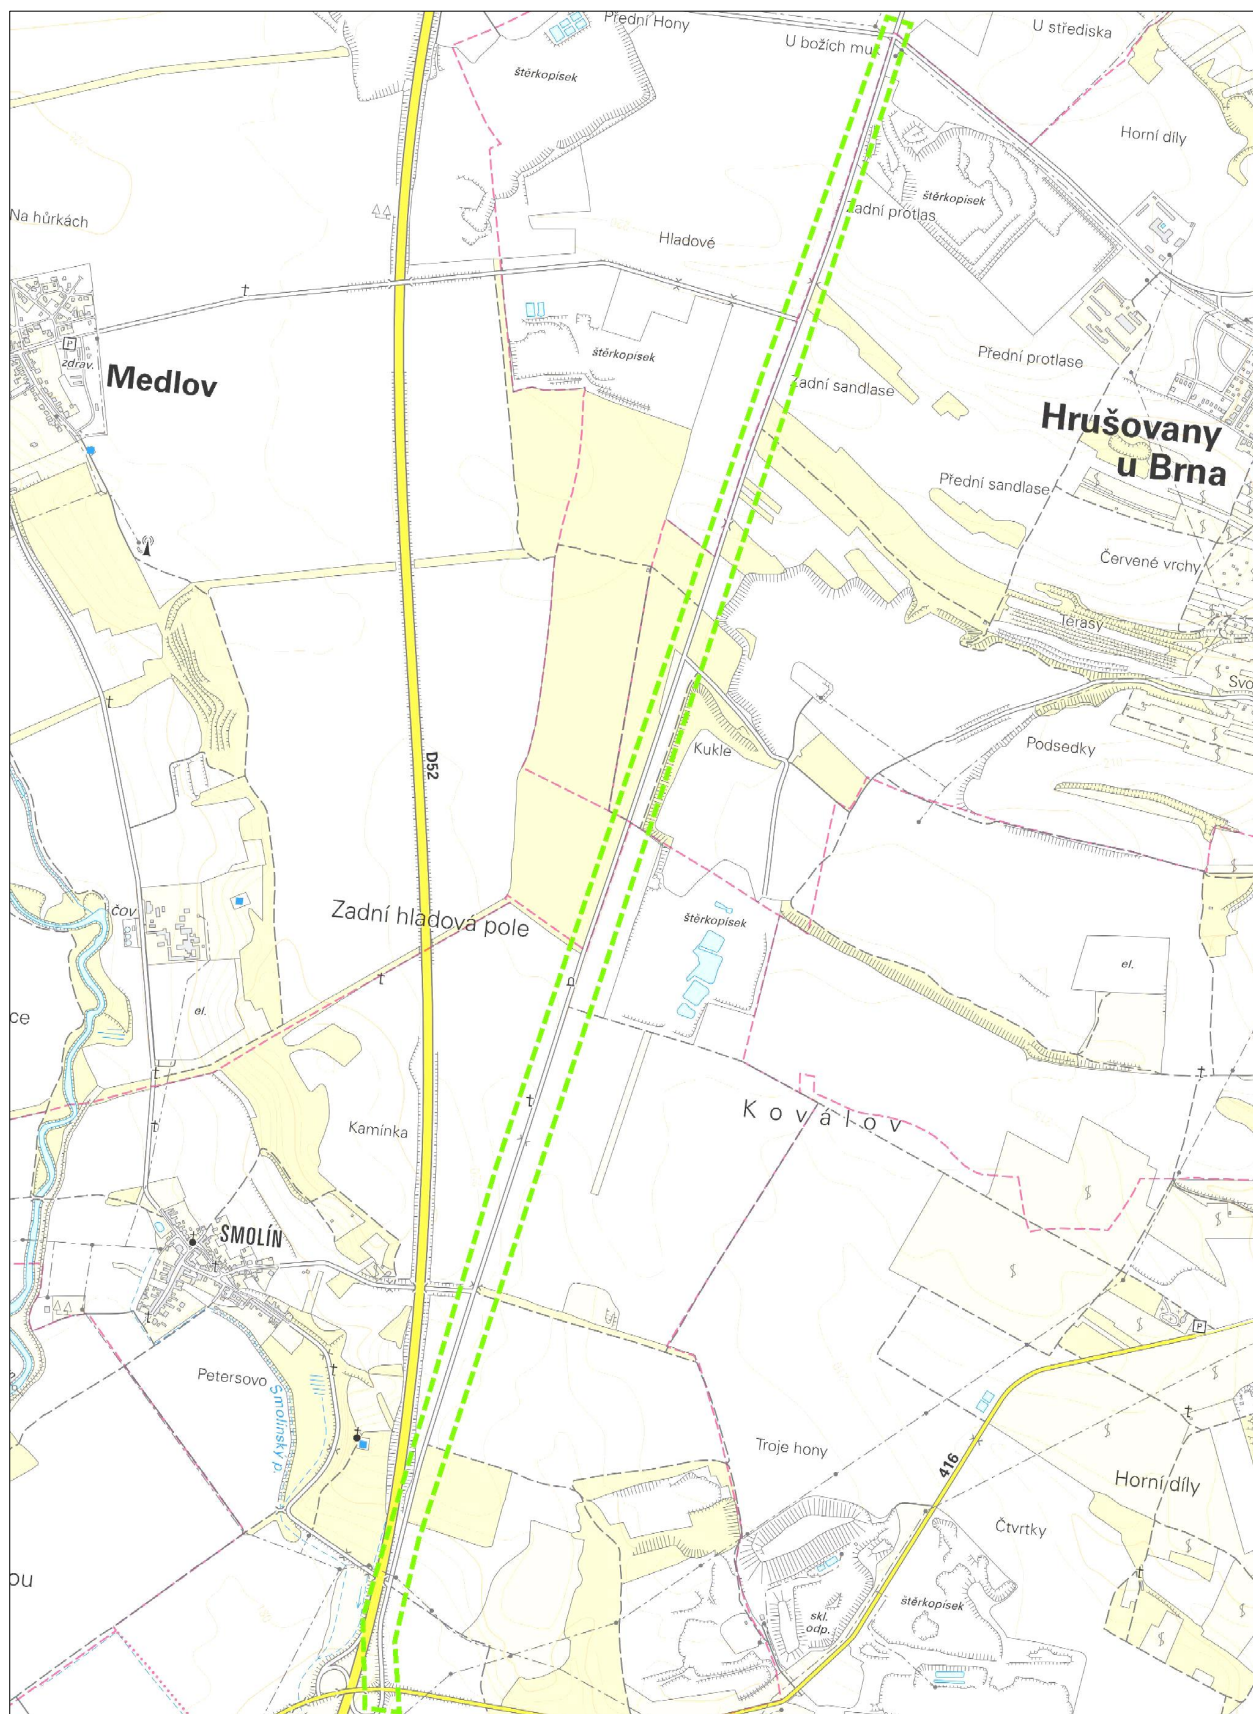 Přední Hony
U božích mu
U střediska
štěrkopísek
Horní díly
štěrkopísek
Zadní protlas
Na hůrkách
Hladové
štěrkopísek
Přední protlase
P
zdrav.
Medlov
Zadní sandlase
Hrušovany
u Brna
Přední sandlase
Červené vrchy
Terasy
Svo
Kukle
Podsedky
D52
čov
Zadní hladová pole
štěrkopísek
el.
el.
ce
Kamínka
Koválov
SMOLÍN
P
Petersovo
Smolínský p.
Troje hony
416
Horní díly
Čtvrtky
ou
štěrkopísek
skl.
odp.